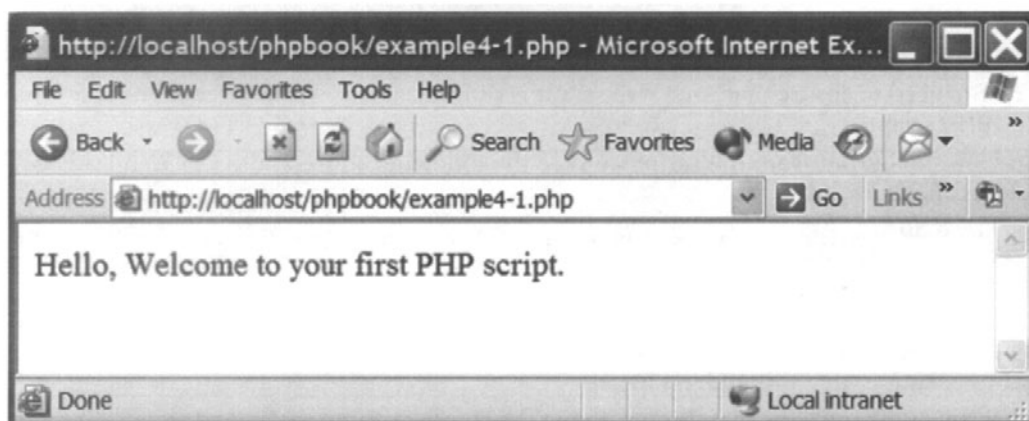 http://localhost/phpbook/example4-1.php - Microsoft Internet Ex...
File Edit View Favorites Tools Help
Back Search Favorites Media »
Address http://localhost/phpbook/example4-1.php Go Links »
Hello, Welcome to your first PHP script.
Done Local intranet